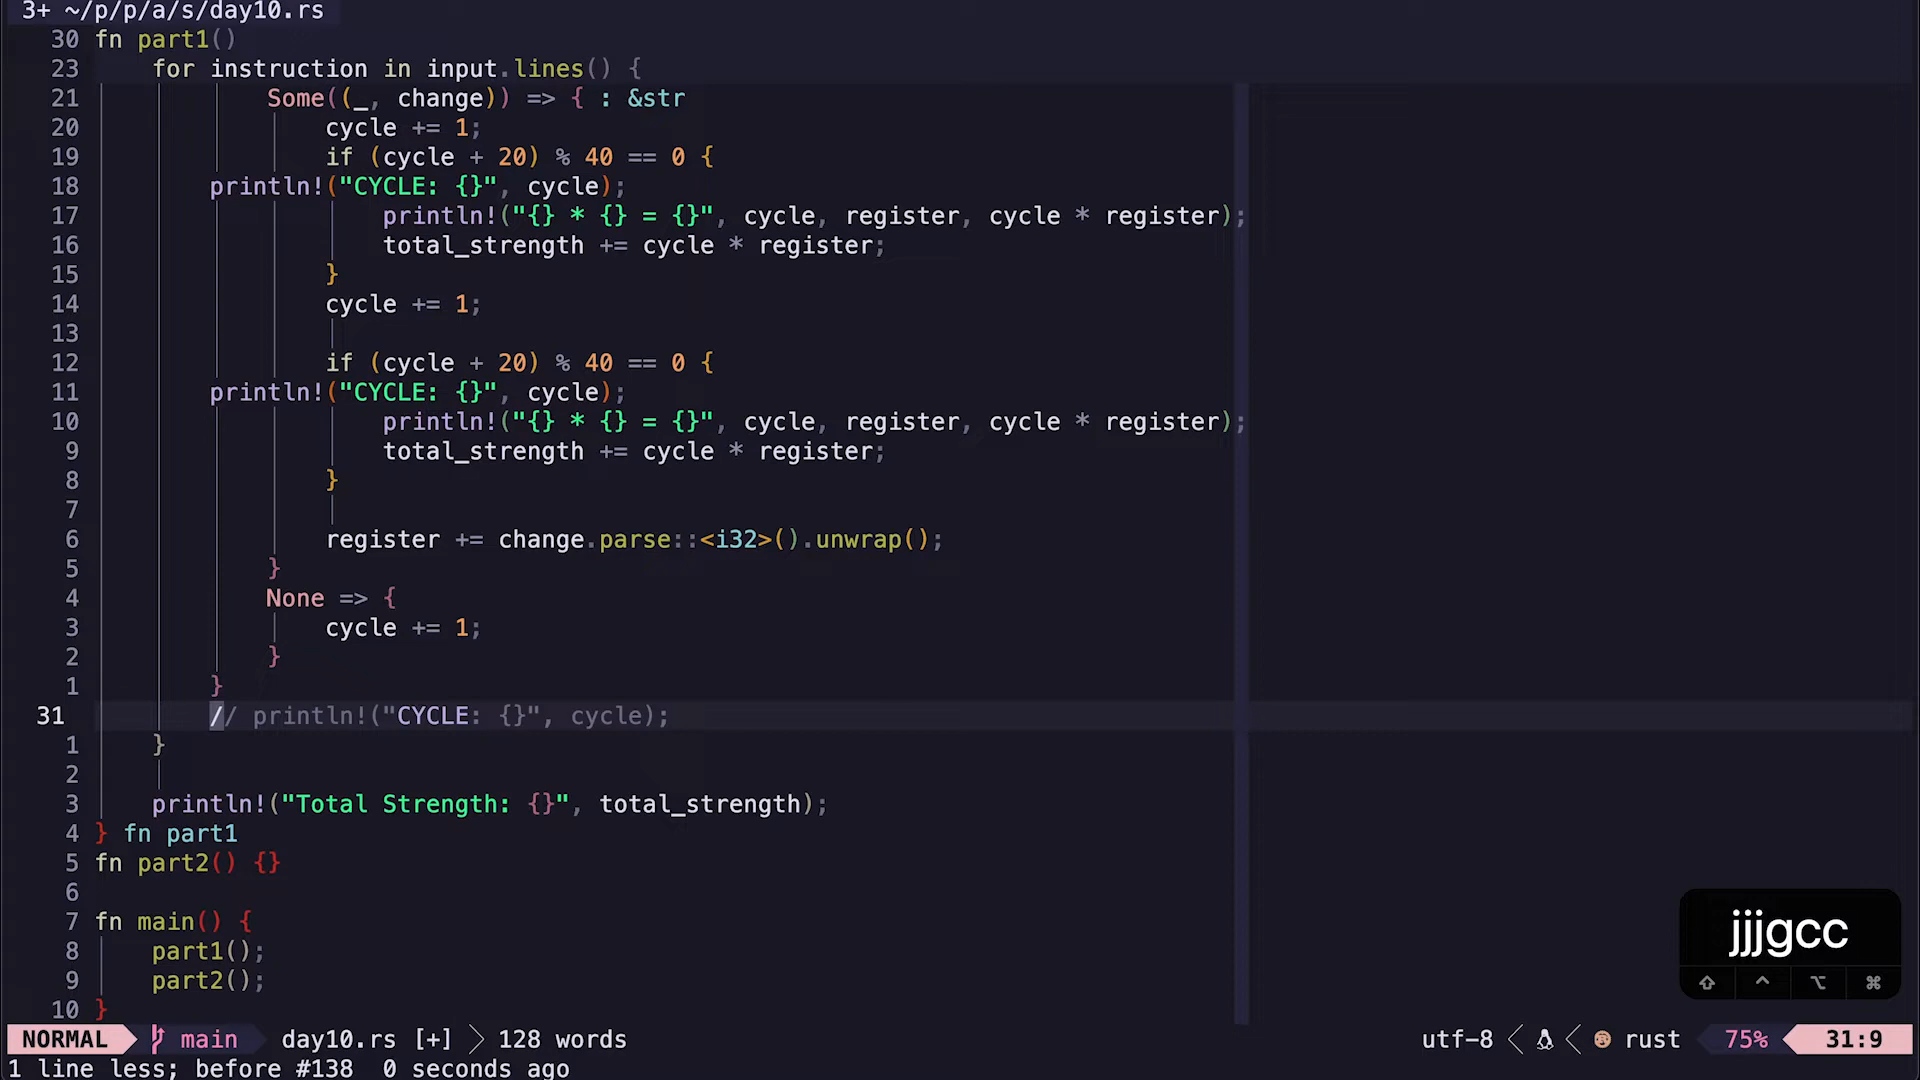 3+ ~/p/p/a/s/day10.rs
30 fn part1()
23     for instruction in input.lines() {
21             Some((_, change)) => { : &str
20                 cycle += 1;
19                 if (cycle + 20) % 40 == 0 {
18         println!("CYCLE: {}", cycle);
17                     println!("{} * {} = {}", cycle, register, cycle * register);
16                     total_strength += cycle * register;
15                 }
14                 cycle += 1;
13
12                 if (cycle + 20) % 40 == 0 {
11         println!("CYCLE: {}", cycle);
10                     println!("{} * {} = {}", cycle, register, cycle * register);
9                     total_strength += cycle * register;
8                 }
7
6                 register += change.parse::<i32>().unwrap();
5             }
4             None => {
3                 cycle += 1;
2             }
1         }
31         // println!("CYCLE: {}", cycle);
1     }
2
3     println!("Total Strength: {}", total_strength);
4 } fn part1
5 fn part2() {}
6
7 fn main() {
8     part1();
9     part2();
10 }
jjjgcc
⇧ ^ ⌥ ⌘
NORMAL main day10.rs [+] 128 words utf-8 rust 75% 31:9
1 line less; before #138  0 seconds ago